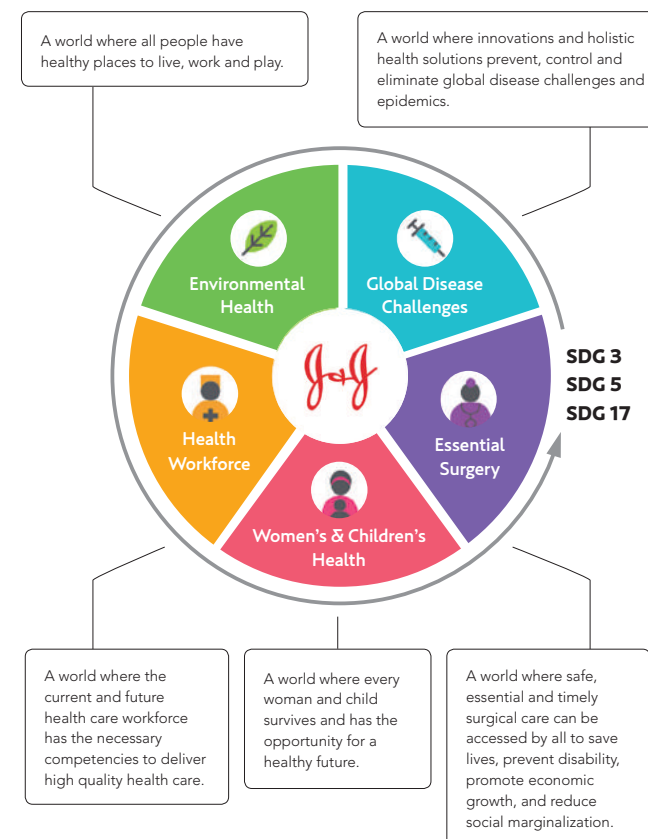 A world where all people have
healthy places to live, work and play.
A world where innovations and holistic
health solutions prevent, control and
eliminate global disease challenges and
epidemics.
Environmental
Health
Global Disease
Challenges
J&J
SDG 3
SDG 5
SDG 17
Health
Workforce
Essential
Surgery
Women's & Children's
Health
A world where the
current and future
health care workforce
has the necessary
competencies to deliver
high quality health care.
A world where every
woman and child
survives and has the
opportunity for a
healthy future.
A world where safe,
essential and timely
surgical care can be
accessed by all to save
lives, prevent disability,
promote economic
growth, and reduce
social marginalization.